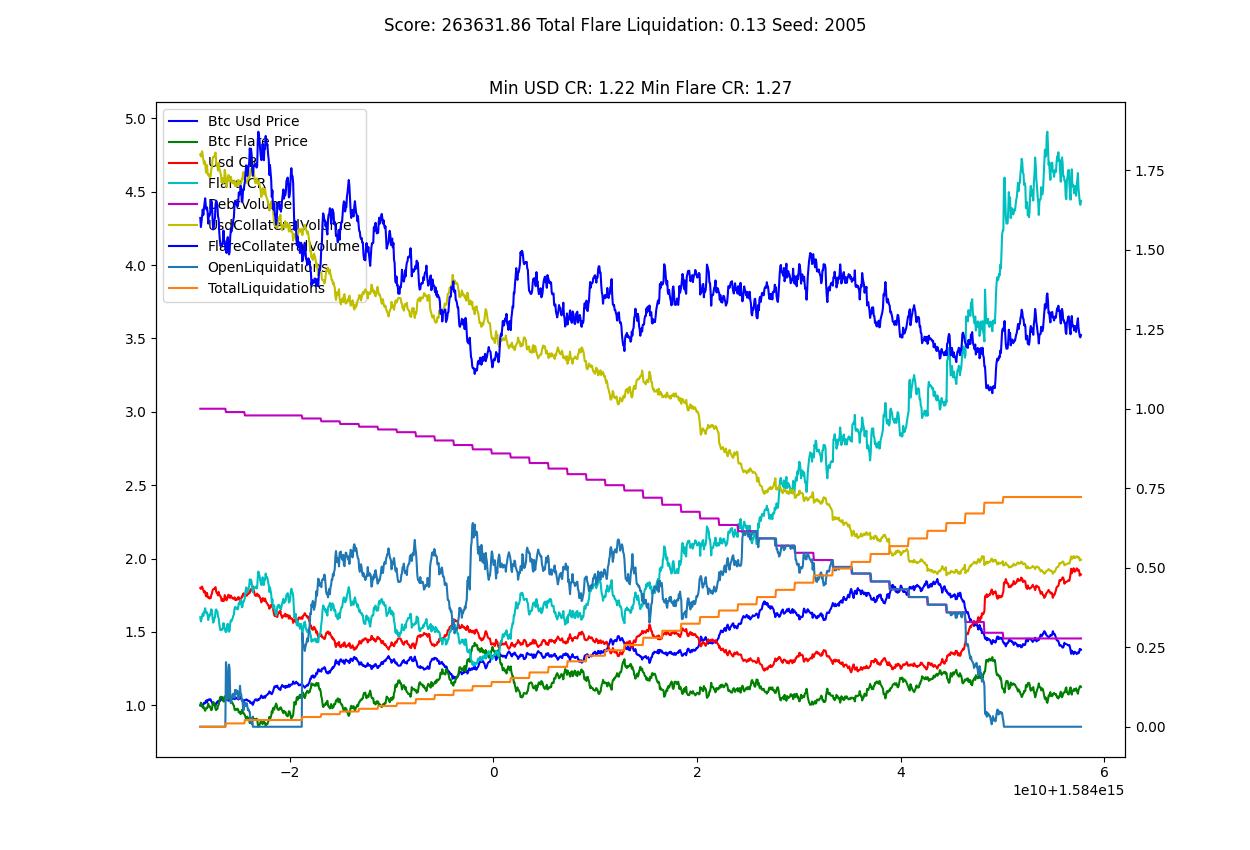 Score: 263631.86 Total Flare Liquidation: 0.13 Seed: 2005
Min USD CR: 1.22 Min Flare CR: 1.27
Btc Usd Price
Btc Flare Price
Usd CR
Flare CR
DebtVolume
UsdCollateralVolume
FlareCollateralVolume
OpenLiquidations
TotalLiquidations
5.0
4.5
4.0
3.5
3.0
2.5
2.0
1.5
1.0
1.75
1.50
1.25
1.00
0.75
0.50
0.25
0.00
−2
0
2
4
6
1e10+1.584e15